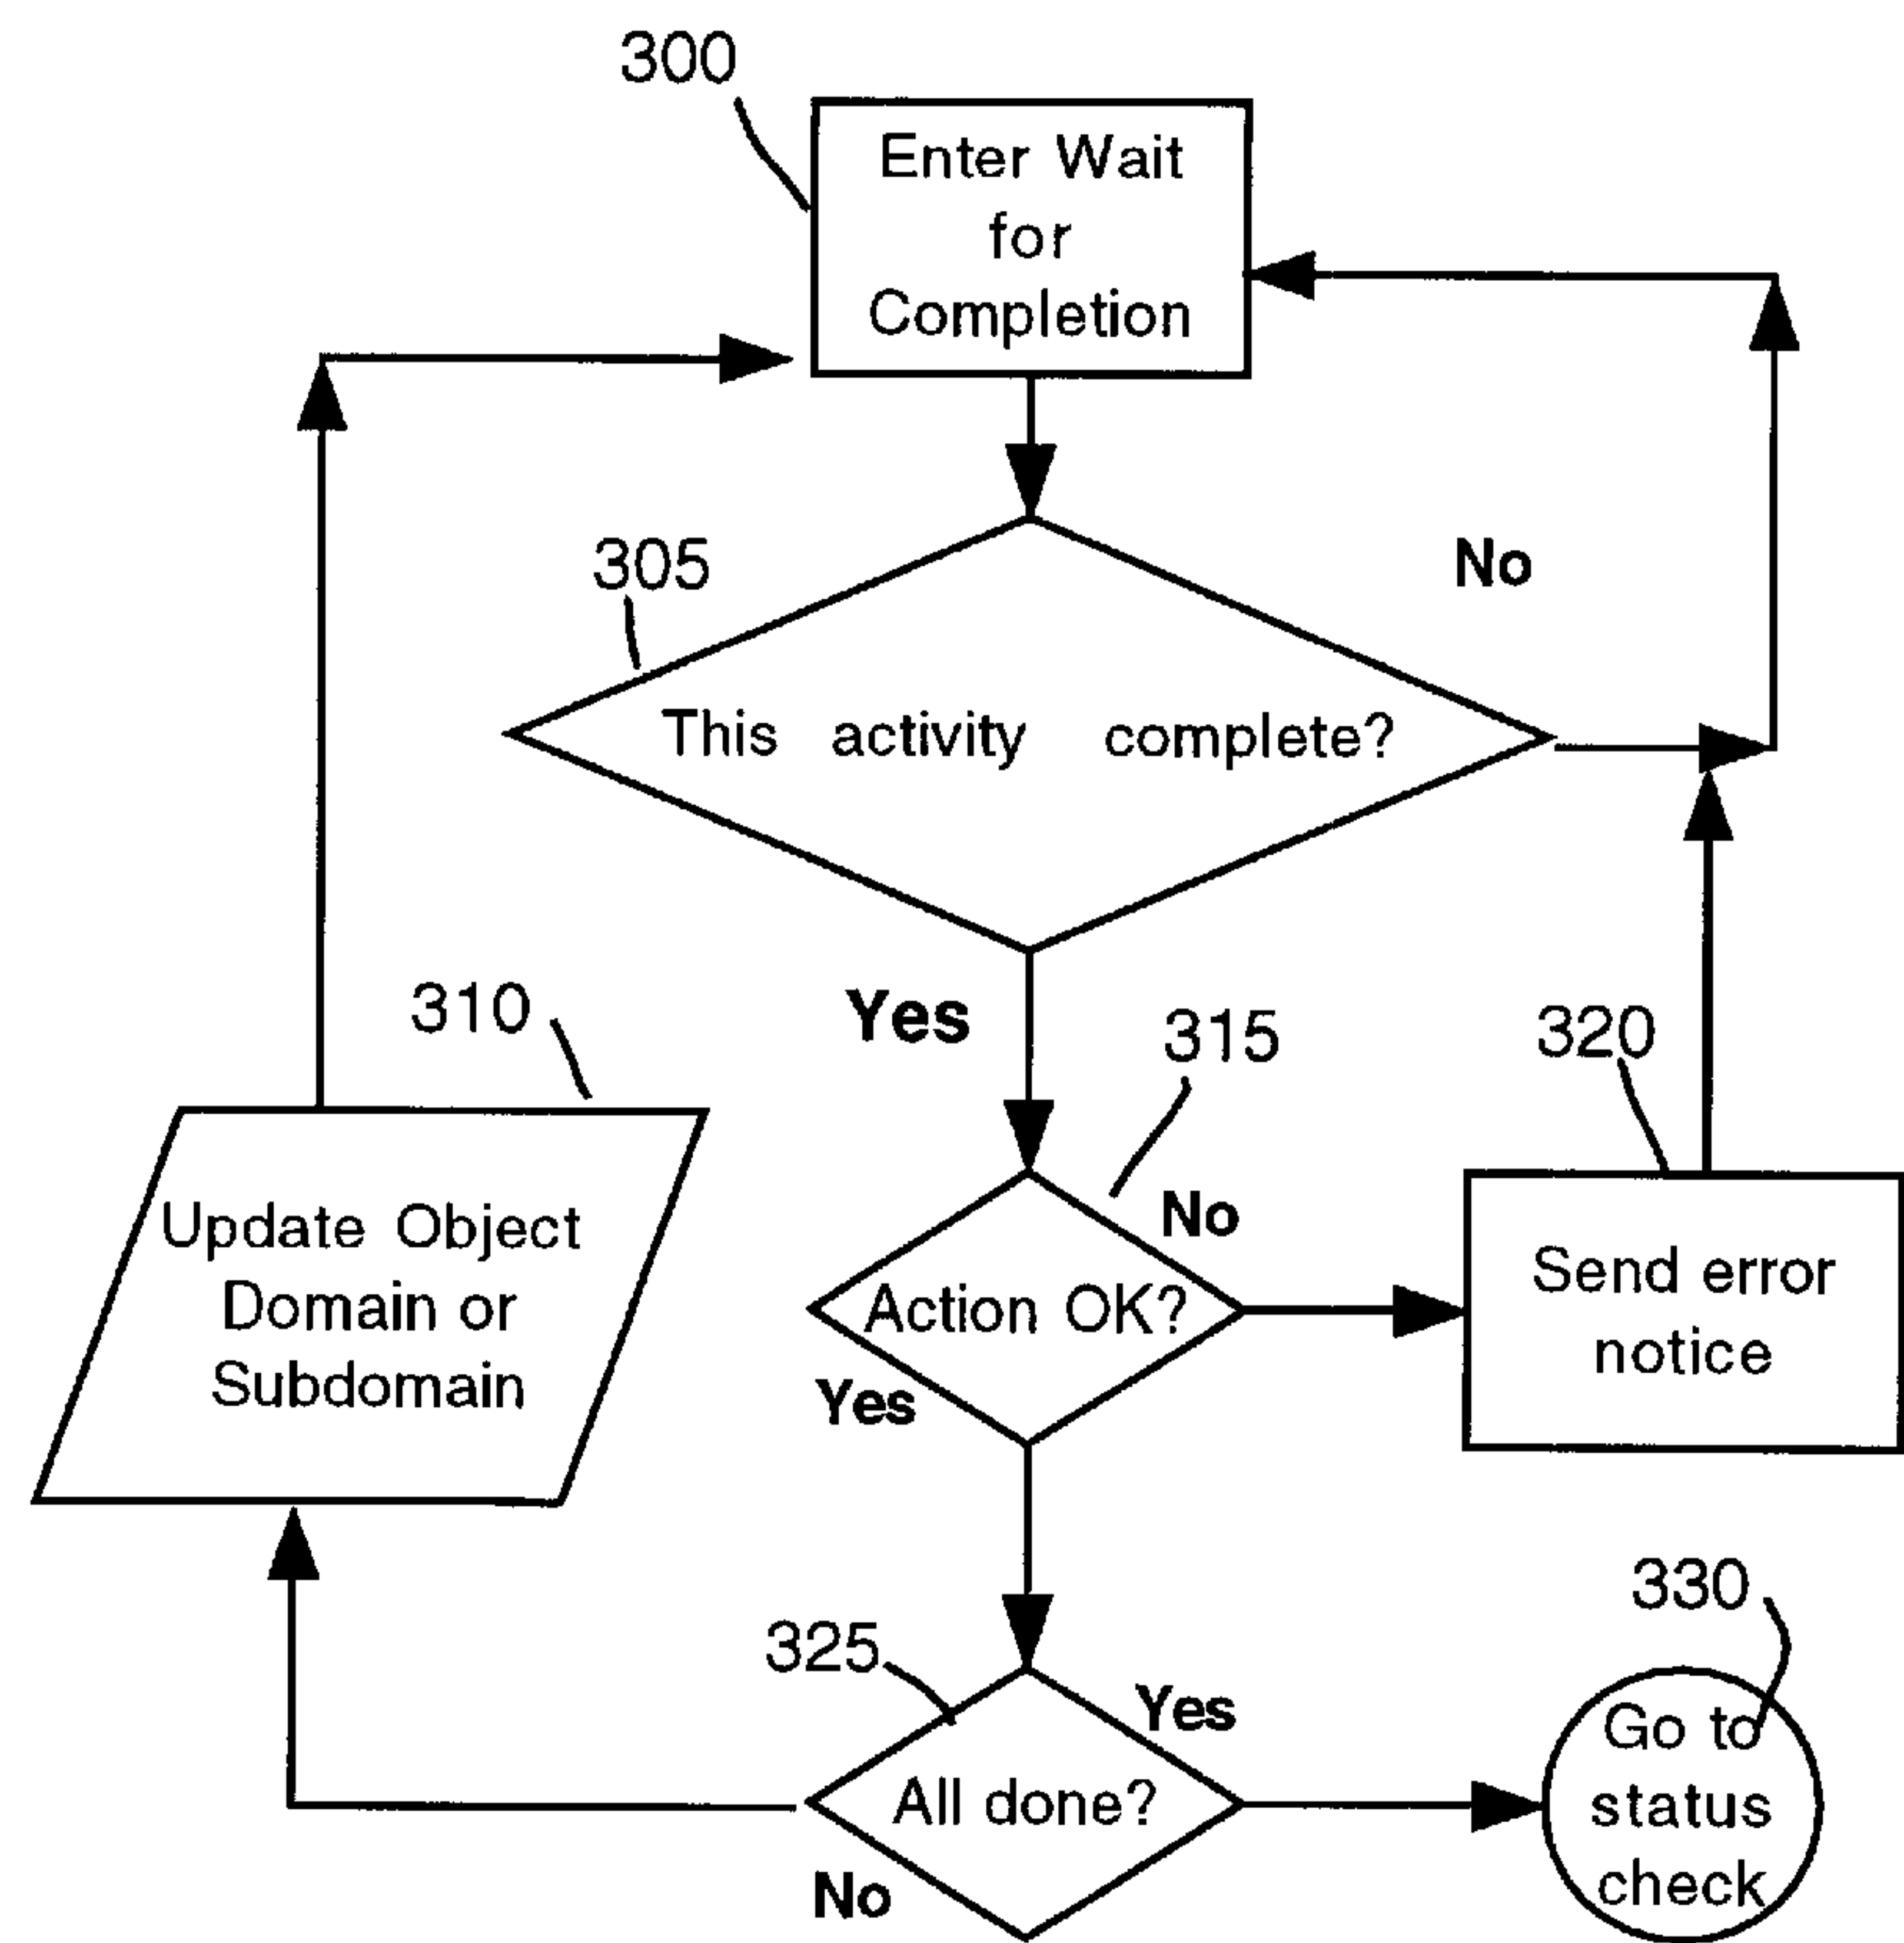 300
Enter Wait
for
Completion
305
No
This activity complete?
310
Yes
315
320
Update Object
Domain or
Subdomain
No
Action OK?
Yes
Send error
notice
325
330
Yes
All done?
No
Go to
status
check